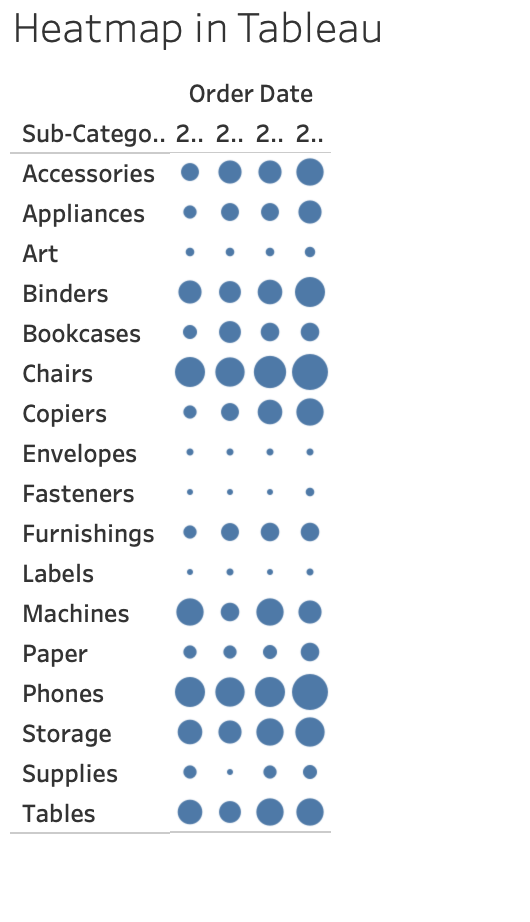 Heatmap in Tableau
Order Date
Sub-Catego.. 2.. 2.. 2.. 2..
Accessories
Appliances
Art
Binders
Bookcases
Chairs
Copiers
Envelopes
Fasteners
Furnishings
Labels
Machines
Paper
Phones
Storage
Supplies
Tables